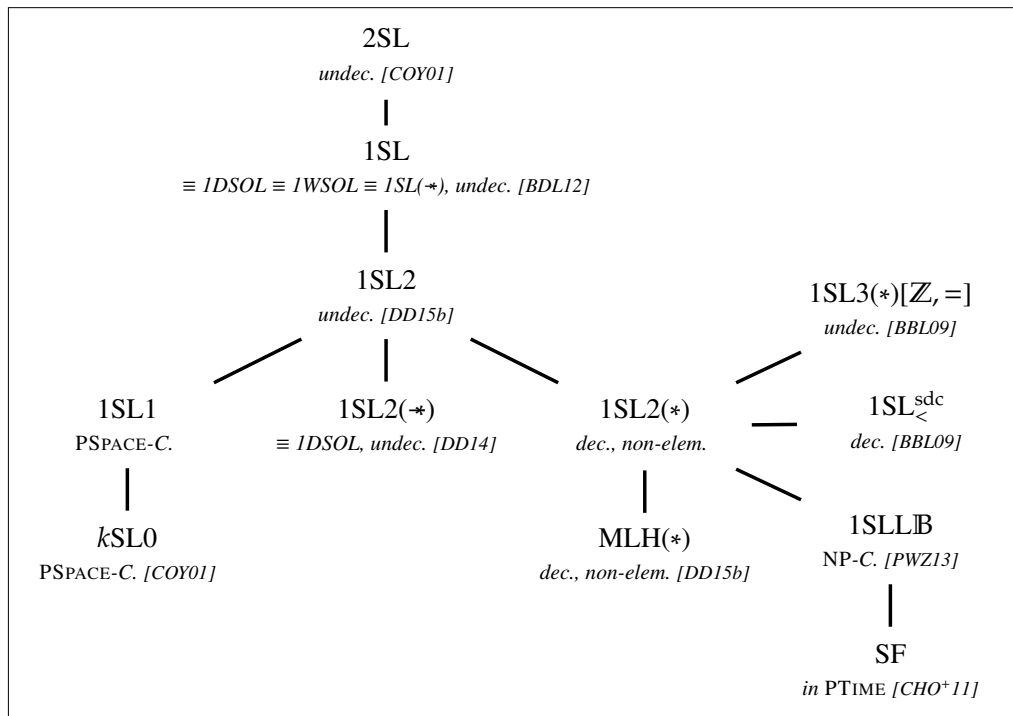 2SL
undec. [COY01]
1SL
≡ 1DSOL ≡ 1WSOL ≡ 1SL(-∗), undec. [BDL12]
1SL2
undec. [DD15b]
1SL3(∗)[ℤ, =]
undec. [BBL09]
1SL1
PSPACE-C.
1SL2(-∗)
≡ 1DSOL, undec. [DD14]
1SL2(∗)
dec., non-elem.
1SL<^sdc
dec. [BBL09]
kSL0
PSPACE-C. [COY01]
MLH(∗)
dec., non-elem. [DD15b]
1SLL𝔹
NP-C. [PWZ13]
SF
in PTIME [CHO⁺11]